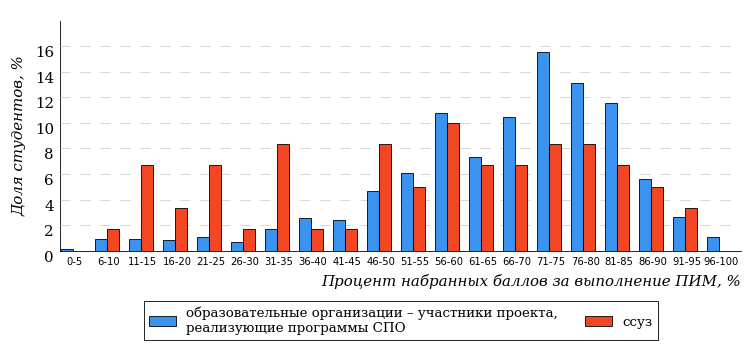 Доля студентов, %
16
14
12
10
8
6
4
2
0
0-5 6-10 11-15 16-20 21-25 26-30 31-35 36-40 41-45 46-50 51-55 56-60 61-65 66-70 71-75 76-80 81-85 86-90 91-95 96-100
Процент набранных баллов за выполнение ПИМ, %
образовательные организации – участники проекта,
реализующие программы СПО
ссуз